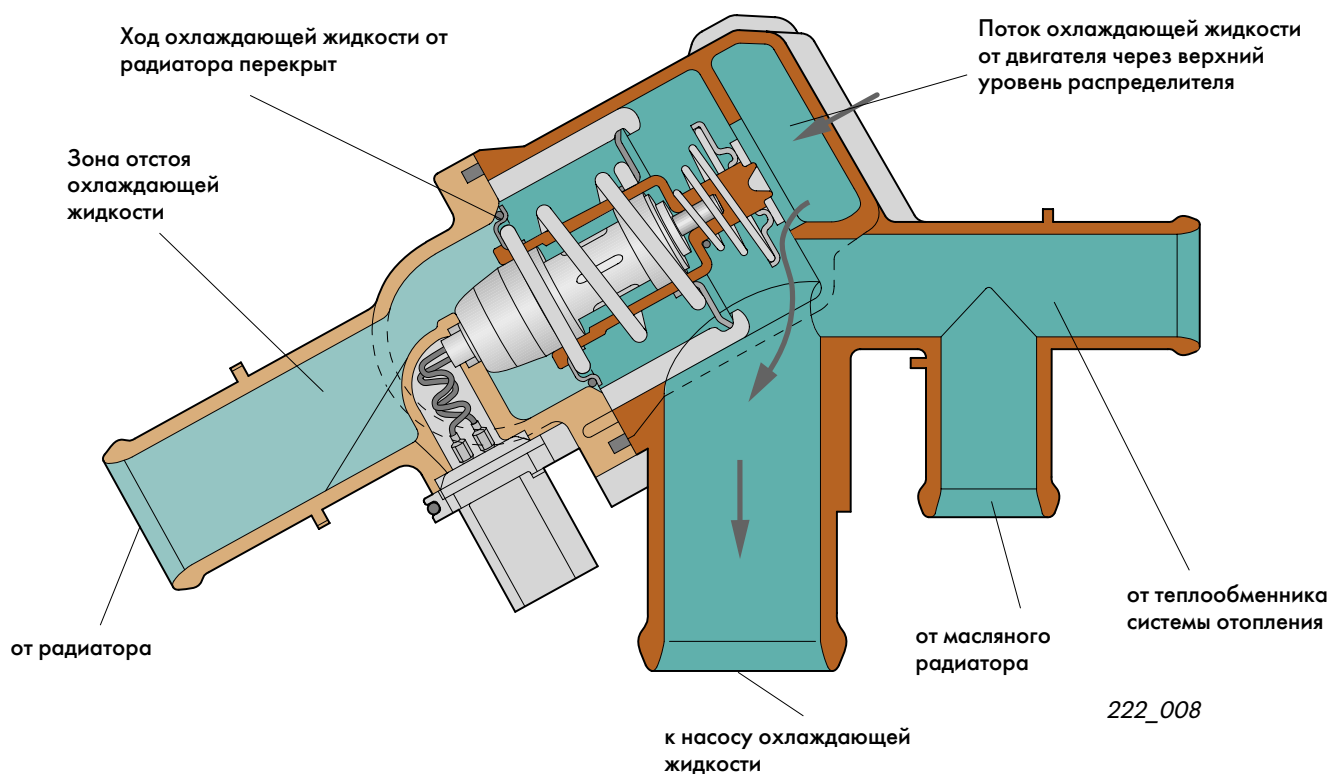 Ход охлаждающей жидкости от
радиатора перекрыт
Поток охлаждающей жидкости
от двигателя через верхний
уровень распределителя
Зона отстоя
охлаждающей
жидкости
от радиатора
от теплообменника
системы отопления
от масляного
радиатора
222_008
к насосу охлаждающей
жидкости